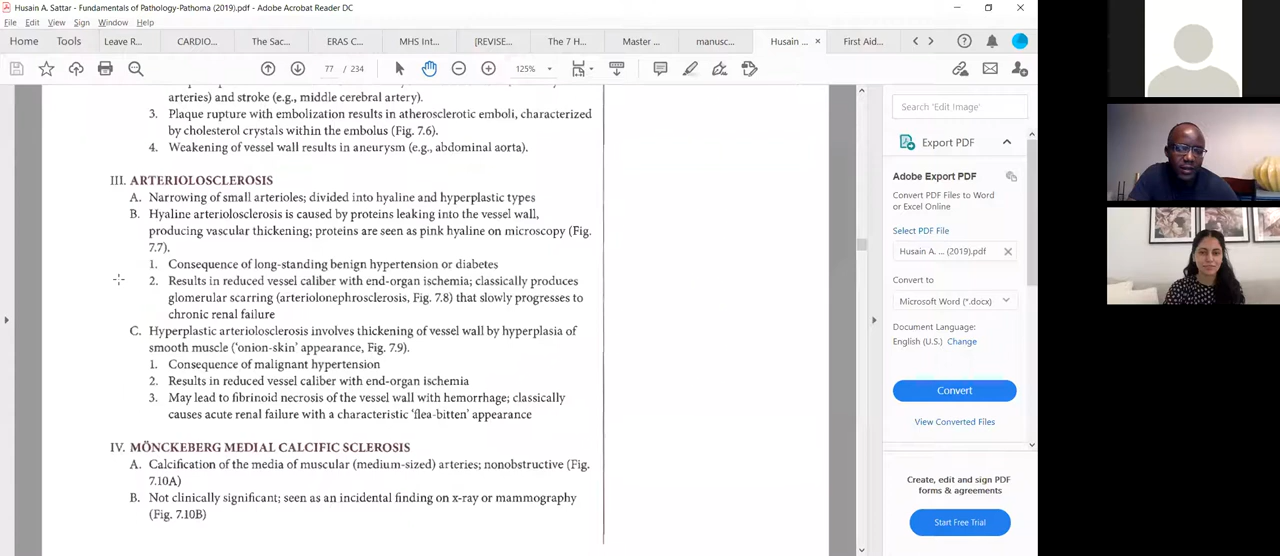 Husain A. Sattar - Fundamentals of Pathology-Pathoma (2019).pdf - Adobe Acrobat Reader DC
File Edit View Sign Window Help
Home Tools Leave R... CARDIO... The Sac... ERAS C... MHS Int... [REVISE... The 7 H... Master ... manusc... Husain ... × First Aid...
77 / 234 125%
arteries) and stroke (e.g., middle cerebral artery).
3. Plaque rupture with embolization results in atherosclerotic emboli, characterized
by cholesterol crystals within the embolus (Fig. 7.6).
4. Weakening of vessel wall results in aneurysm (e.g., abdominal aorta).
III. ARTERIOLOSCLEROSIS
A. Narrowing of small arterioles; divided into hyaline and hyperplastic types
B. Hyaline arteriolosclerosis is caused by proteins leaking into the vessel wall,
producing vascular thickening; proteins are seen as pink hyaline on microscopy (Fig.
7.7).
1. Consequence of long-standing benign hypertension or diabetes
2. Results in reduced vessel caliber with end-organ ischemia; classically produces
glomerular scarring (arteriolonephrosclerosis, Fig. 7.8) that slowly progresses to
chronic renal failure
C. Hyperplastic arteriolosclerosis involves thickening of vessel wall by hyperplasia of
smooth muscle ('onion-skin' appearance, Fig. 7.9).
1. Consequence of malignant hypertension
2. Results in reduced vessel caliber with end-organ ischemia
3. May lead to fibrinoid necrosis of the vessel wall with hemorrhage; classically
causes acute renal failure with a characteristic 'flea-bitten' appearance
IV. MÖNCKEBERG MEDIAL CALCIFIC SCLEROSIS
A. Calcification of the media of muscular (medium-sized) arteries; nonobstructive (Fig.
7.10A)
B. Not clinically significant; seen as an incidental finding on x-ray or mammography
(Fig. 7.10B)
Search 'Edit Image'
Export PDF
Adobe Export PDF
Convert PDF Files to Word
or Excel Online
Select PDF File
Husain A. ... (2019).pdf ×
Convert to
Microsoft Word (*.docx)
Document Language:
English (U.S.) Change
Convert
View Converted Files
Create, edit and sign PDF
forms & agreements
Start Free Trial